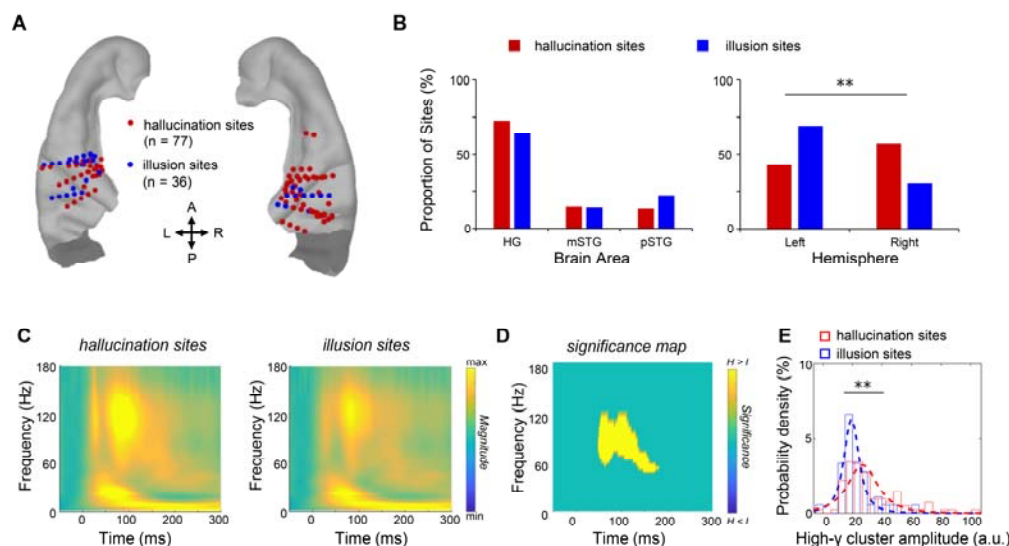 A
hallucination sites
(n = 77)
illusion sites
(n = 36)
A
L R
P
B
hallucination sites illusion sites
Proportion of Sites (%)
100
50
0
HG mSTG pSTG
Brain Area
100
50
0
**
Left Right
Hemisphere
C
hallucination sites
Frequency (Hz)
180
120
60
0
0 100 200 300
Time (ms)
illusion sites
Frecuency (Hz)
180
120
60
0
0 100 200 300
Time (ms)
max
Magnitude
min
D
significance map
Frequency (Hz)
180
120
60
0
0 100 200 300
Time (ms)
H > I
Significance
H < I
E
hallucination sites
illusion sites
Probability density (%)
10
5
0
**
0 20 40 60 80 100
High-γ cluster amplitude (a.u.)